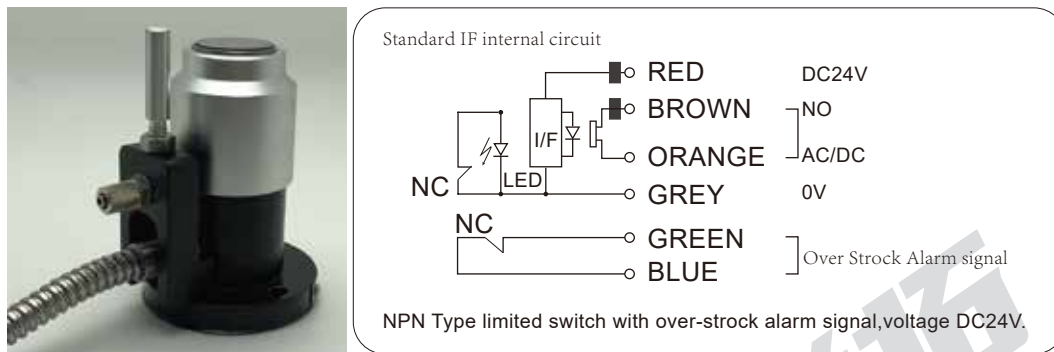 Standard IF internal circuit
RED DC24V
BROWN NO
I/F
ORANGE AC/DC
NC LED GREY 0V
NC GREEN
Over Strock Alarm signal
BLUE
NPN Type limited switch with over-strock alarm signal,voltage DC24V.
拓